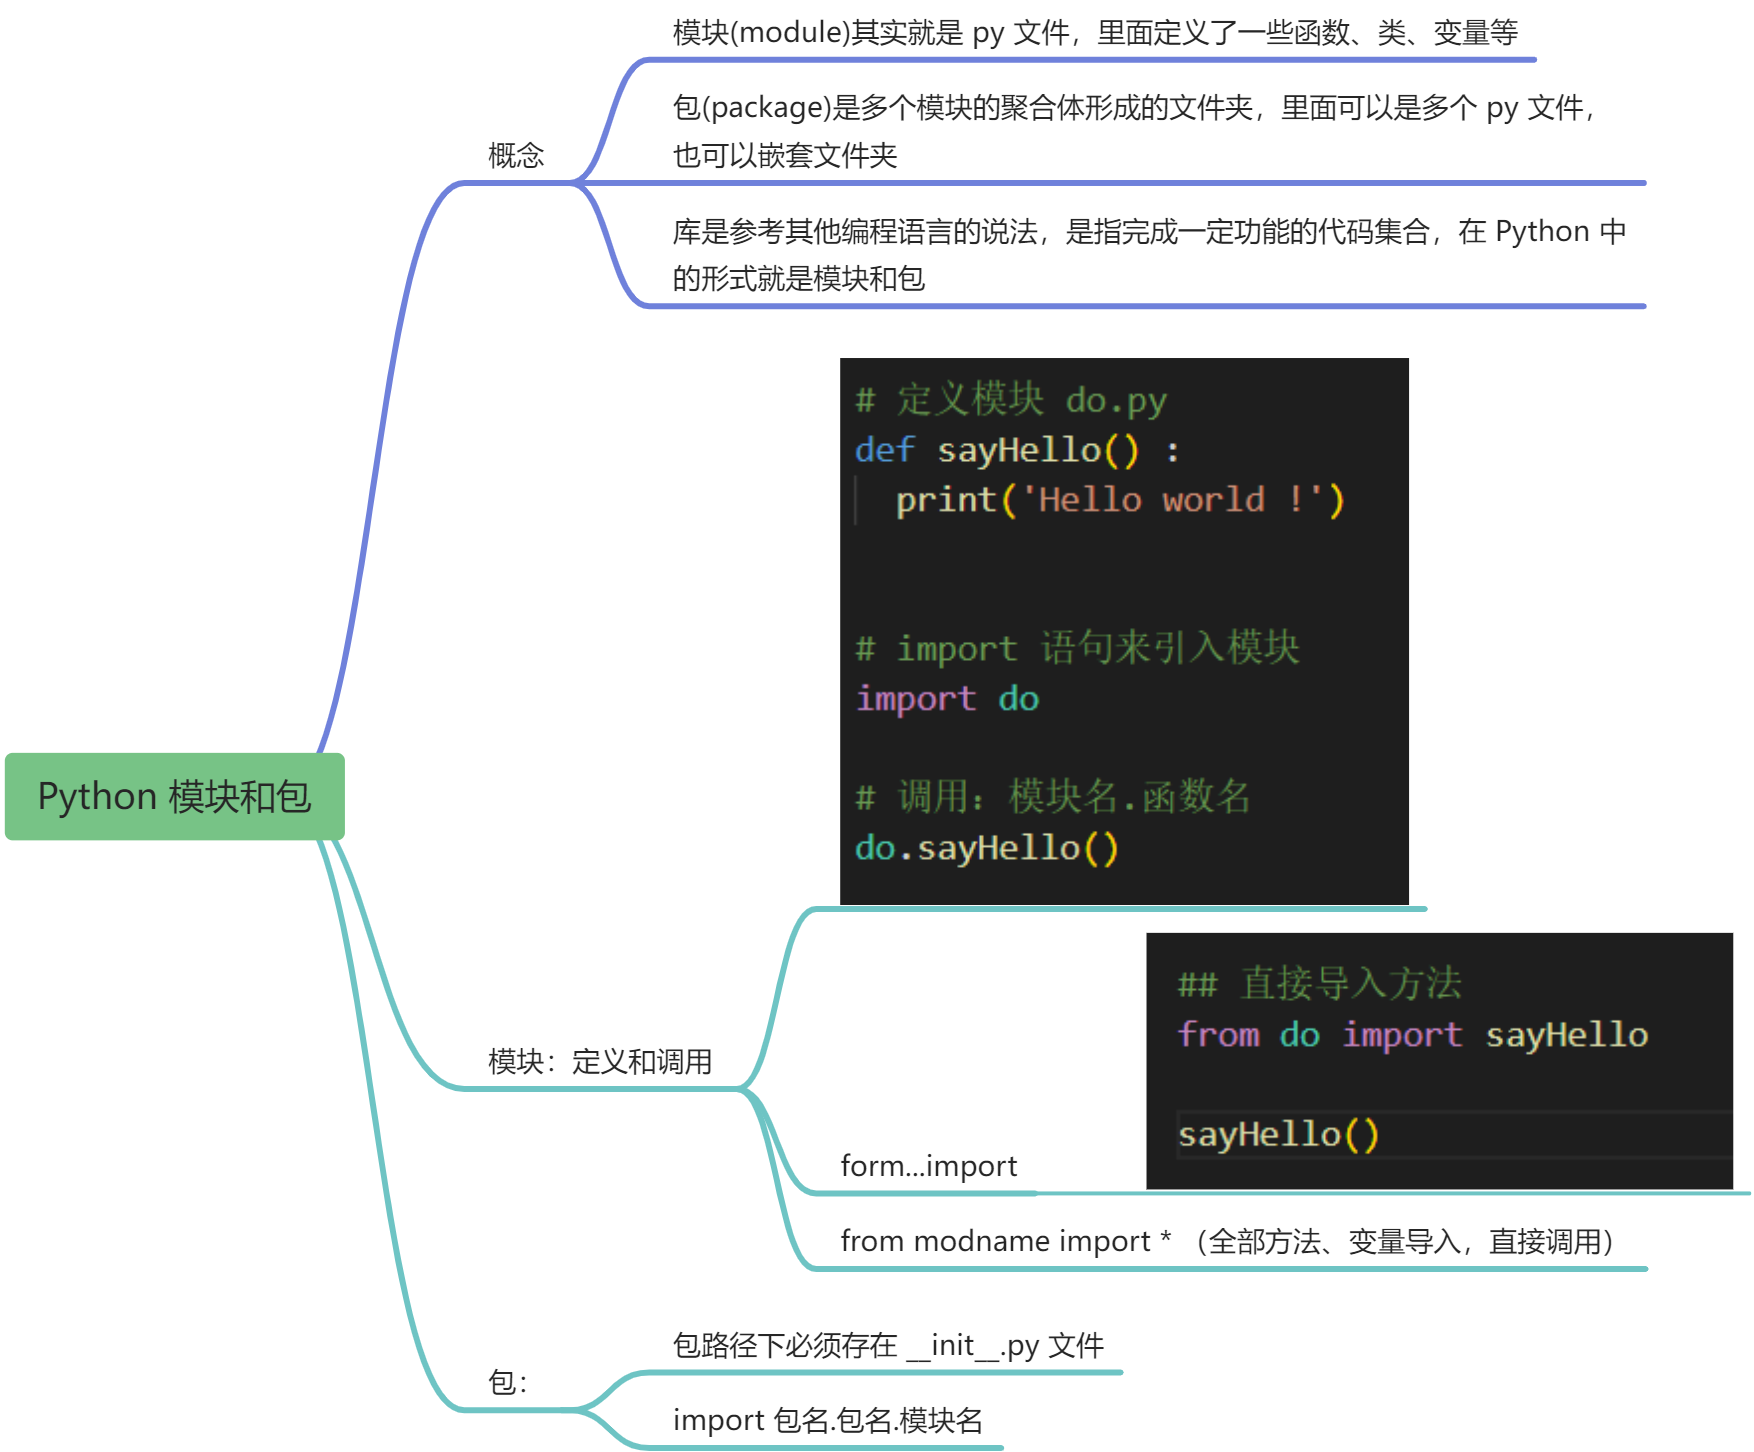 模块(module)其实就是 py 文件，里面定义了一些函数、类、变量等
包(package)是多个模块的聚合体形成的文件夹，里面可以是多个 py 文件，
也可以嵌套文件夹
概念
库是参考其他编程语言的说法，是指完成一定功能的代码集合，在 Python 中
的形式就是模块和包
# 定义模块 do.py
def sayHello() :
  print('Hello world !')
# import 语句来引入模块
import do
# 调用：模块名.函数名
do.sayHello()
Python 模块和包
模块：定义和调用
## 直接导入方法
from do import sayHello
sayHello()
form...import
from modname import * （全部方法、变量导入，直接调用）
包路径下必须存在 __init__.py 文件
包：
import 包名.包名.模块名